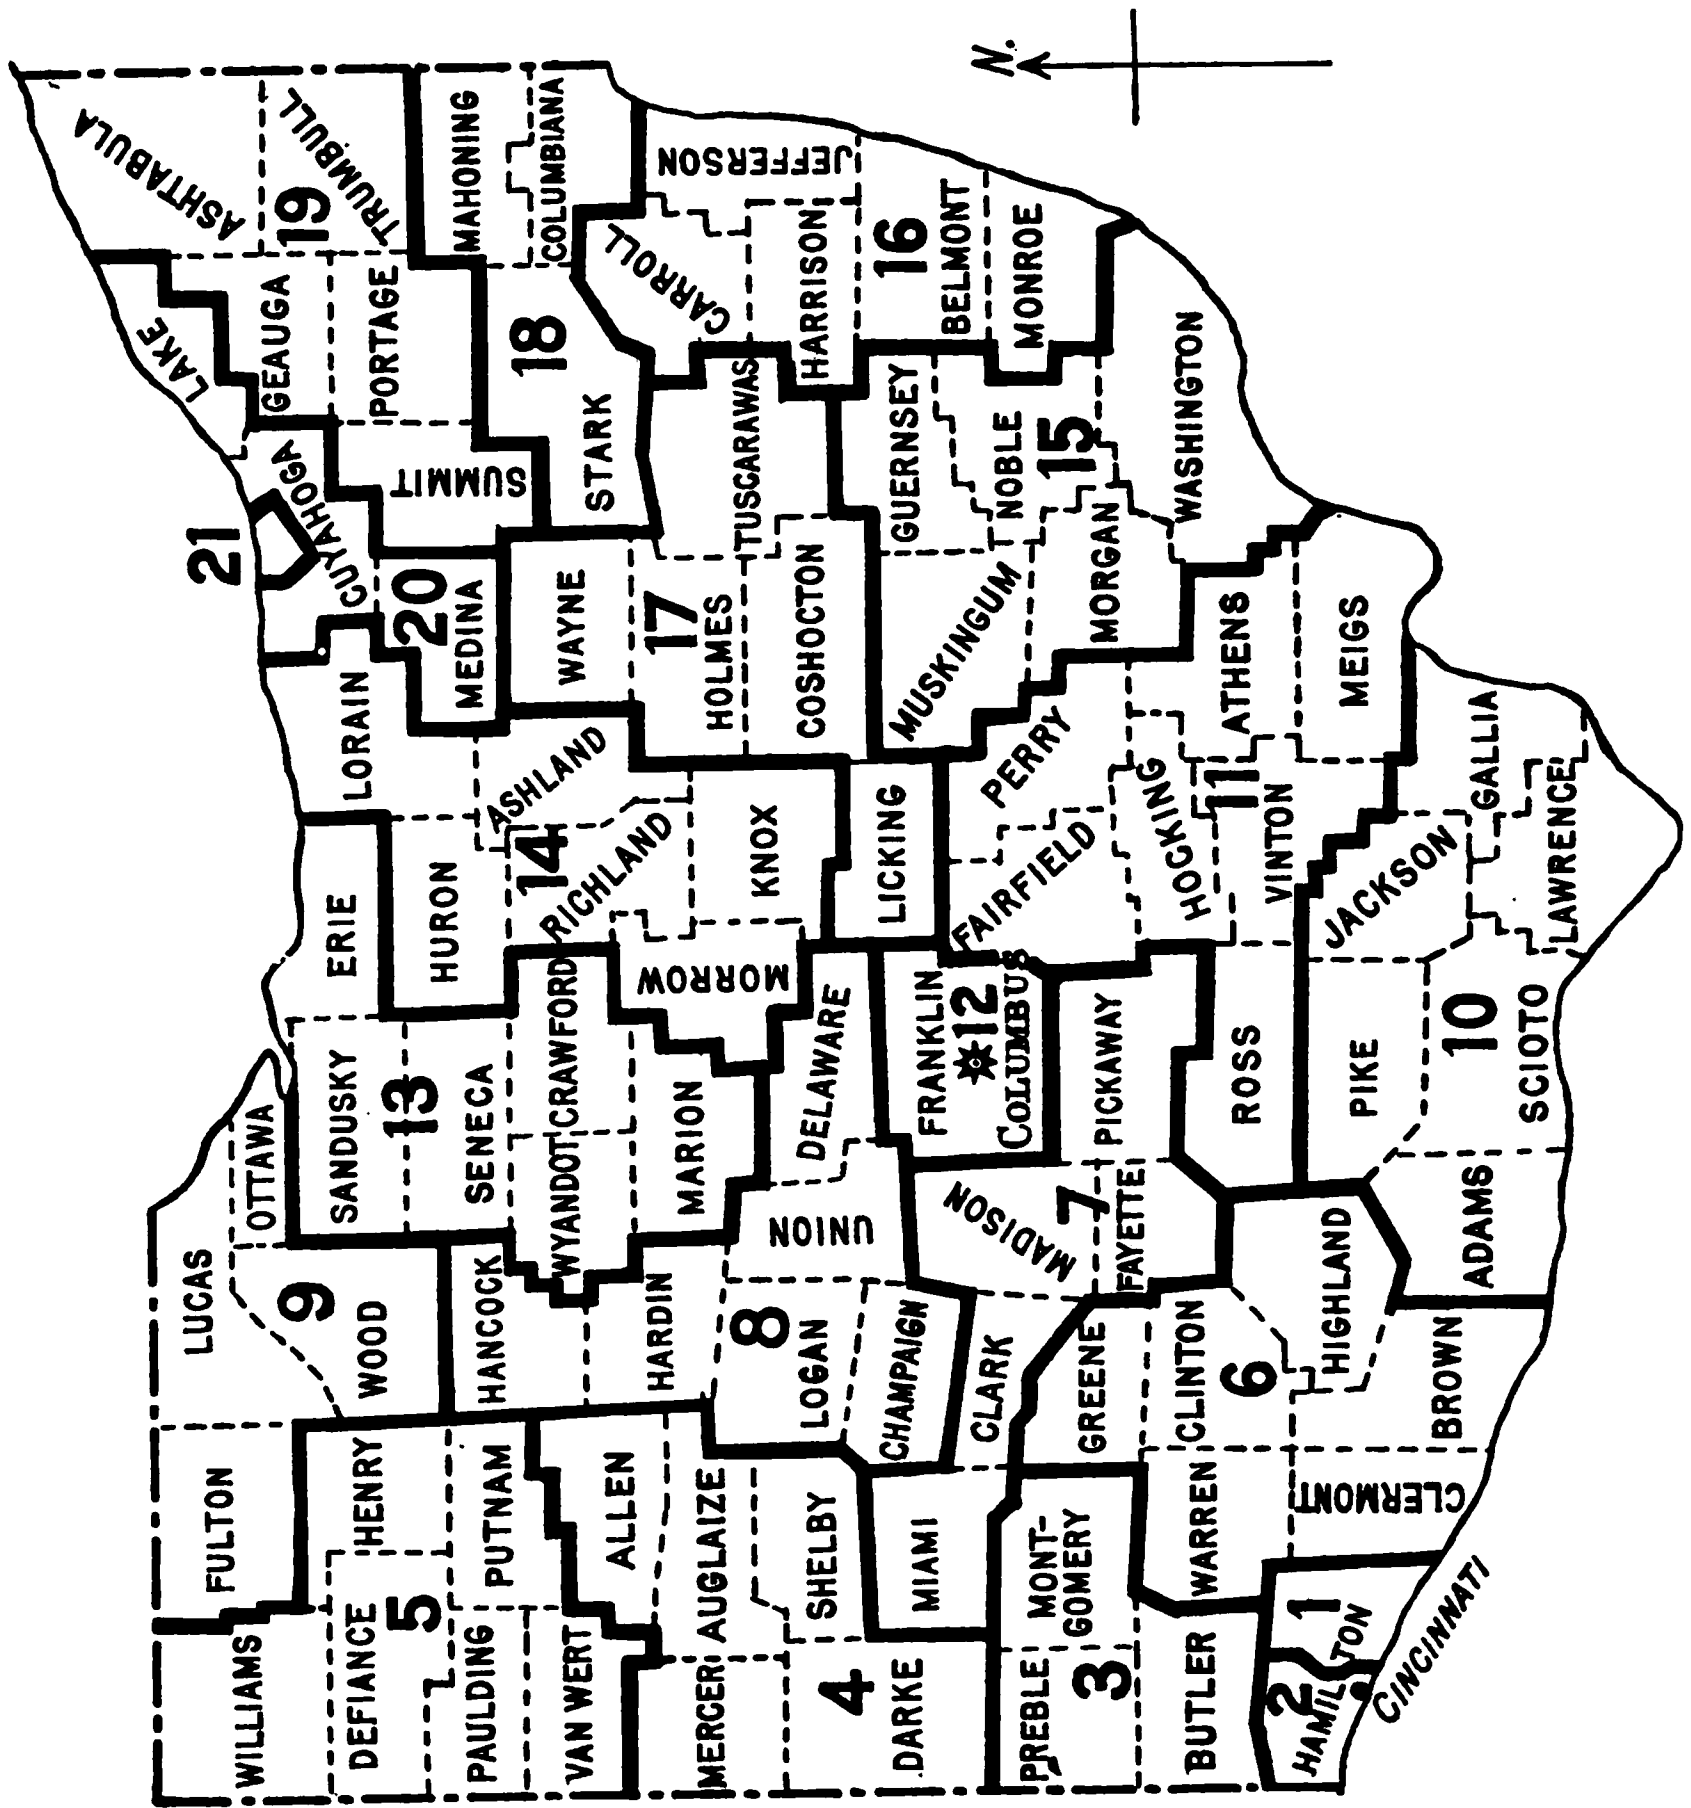 N.
WILLIAMS
FULTON
LUCAS
OTTAWA
9
WOOD
DEFIANCE
HENRY
5
PAULDING
PUTNAM
HANCOCK
VAN WERT
ALLEN
HARDIN
SANDUSKY
ERIE
13
SENECA
HURON
WYANDOT
CRAWFORD
MARION
MORROW
LORAIN
14
ASHLAND
RICHLAND
KNOX
21
CUYAHOGA
20
MEDINA
LAKE
GEAUGA
ASHTABULA
19
TRUMBULL
PORTAGE
SUMMIT
MAHONING
COLUMBIANA
18
STARK
WAYNE
17
HOLMES
TUSCARAWAS
COSHOCTON
CARROLL
JEFFERSON
HARRISON
16
BELMONT
MONROE
MERCER
AUGLAIZE
4
SHELBY
DARKE
MIAMI
8
LOGAN
UNION
CHAMPAIGN
DELAWARE
LICKING
MUSKINGUM
GUERNSEY
NOBLE
15
MORGAN
WASHINGTON
CLARK
MADISON
7
FAYETTE
PICKAWAY
FRANKLIN
12
COLUMBUS
FAIRFIELD
PERRY
HOCKING
11
ATHENS
VINTON
MEIGS
ROSS
PREBLE
3
MONT-
GOMERY
GREENE
BUTLER
WARREN
CLINTON
6
HIGHLAND
HAMILTON
2
1
CINCINNATI
CLERMONT
BROWN
ADAMS
PIKE
10
SCIOTO
JACKSON
GALLIA
LAWRENCE